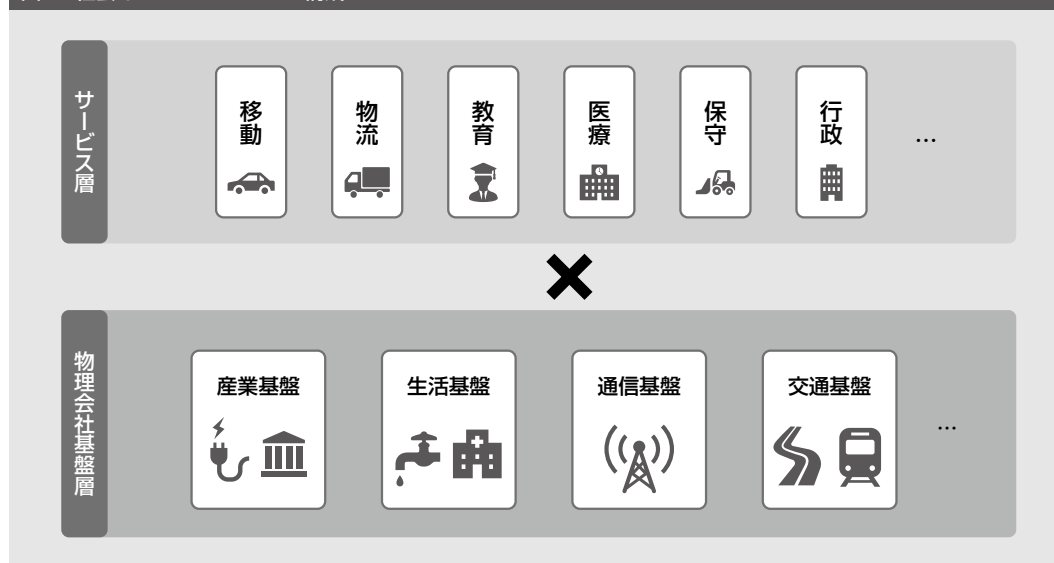 サービス層
移動
物流
教育
医療
保守
行政
…
物理会社基盤層
産業基盤
生活基盤
通信基盤
交通基盤
…